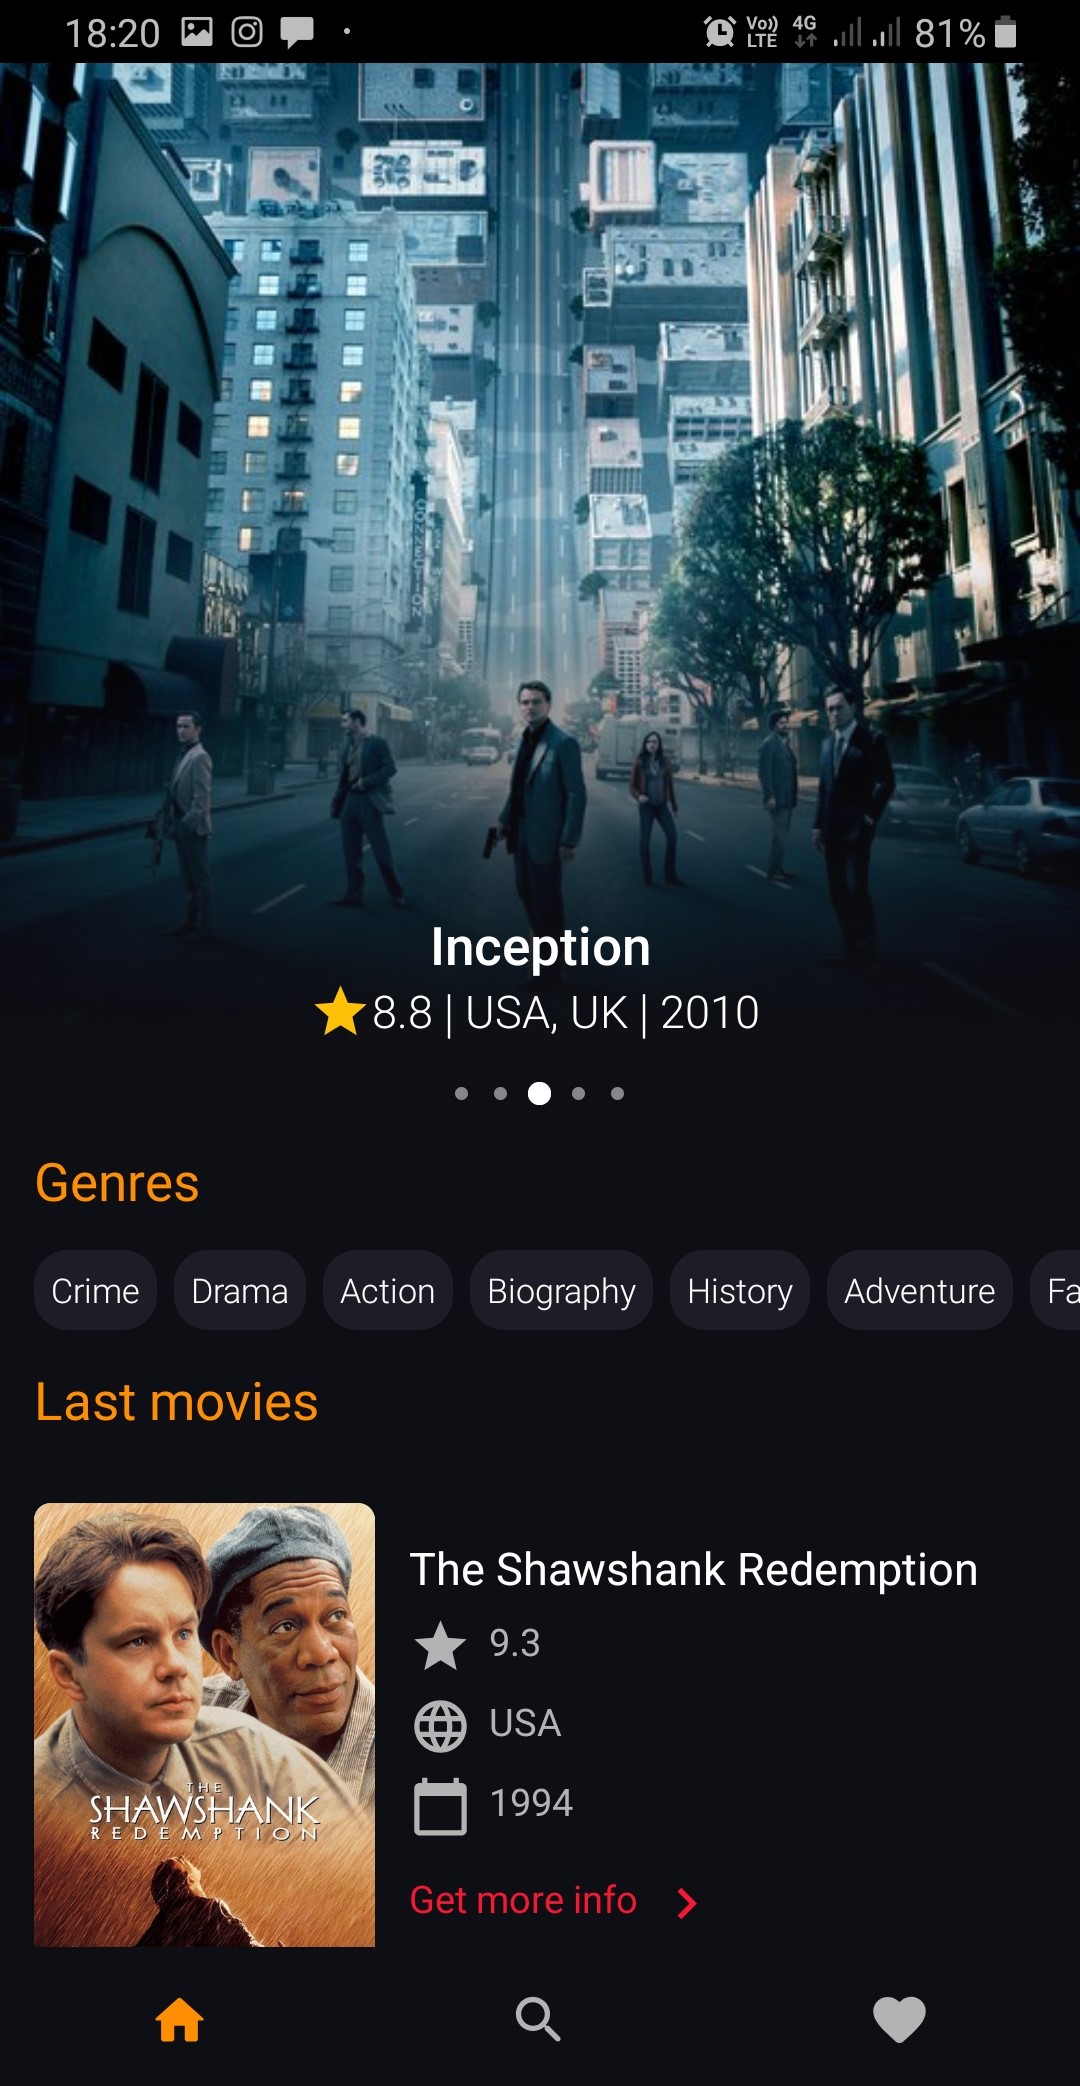 18:20 Vo)) LTE 4G 81%
Inception
8.8 | USA, UK | 2010
Genres
Crime Drama Action Biography History Adventure Fa
Last movies
The Shawshank Redemption
9.3
USA
1994
THE
SHAWSHANK
REDEMPTION
Get more info